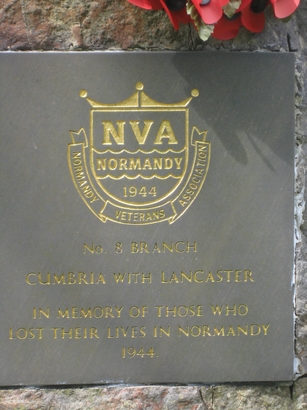 NVA
NORMANDY
1944
NORMANDY VETERANS ASSOCIATION
No. 8 BRANCH
CUMBRIA WITH LANCASTER
IN MEMORY OF THOSE WHO
LOST THEIR LIVES IN NORMANDY
1944